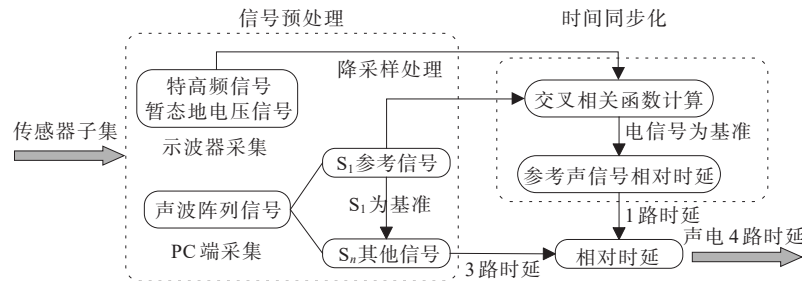 信号预处理
时间同步化
特高频信号
暂态地电压信号
示波器采集
降采样处理
交叉相关函数计算
电信号为基准
传感器子集
S₁参考信号
参考声信号相对时延
声波阵列信号
S₁为基准
PC端采集
Sₙ其他信号
1路时延
3路时延
相对时延
声电4路时延